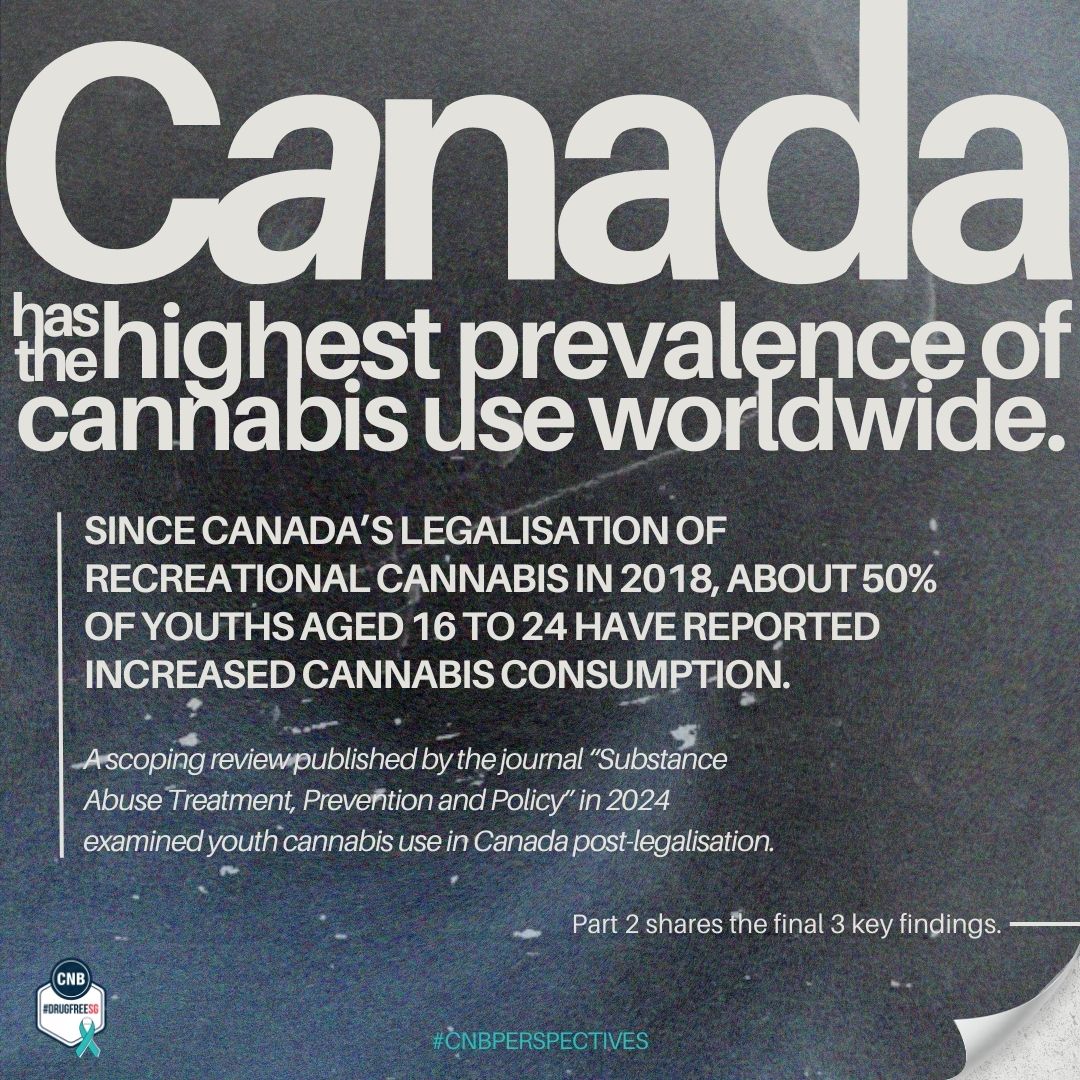 Canada
has
the highest prevalence of
cannabis use worldwide.
SINCE CANADA’S LEGALISATION OF
RECREATIONAL CANNABIS IN 2018, ABOUT 50%
OF YOUTHS AGED 16 TO 24 HAVE REPORTED
INCREASED CANNABIS CONSUMPTION.
A scoping review published by the journal “Substance
Abuse Treatment, Prevention and Policy” in 2024
examined youth cannabis use in Canada post-legalisation.
Part 2 shares the final 3 key findings.
CNB
#DRUGFREESG
#CNBPERSPECTIVES